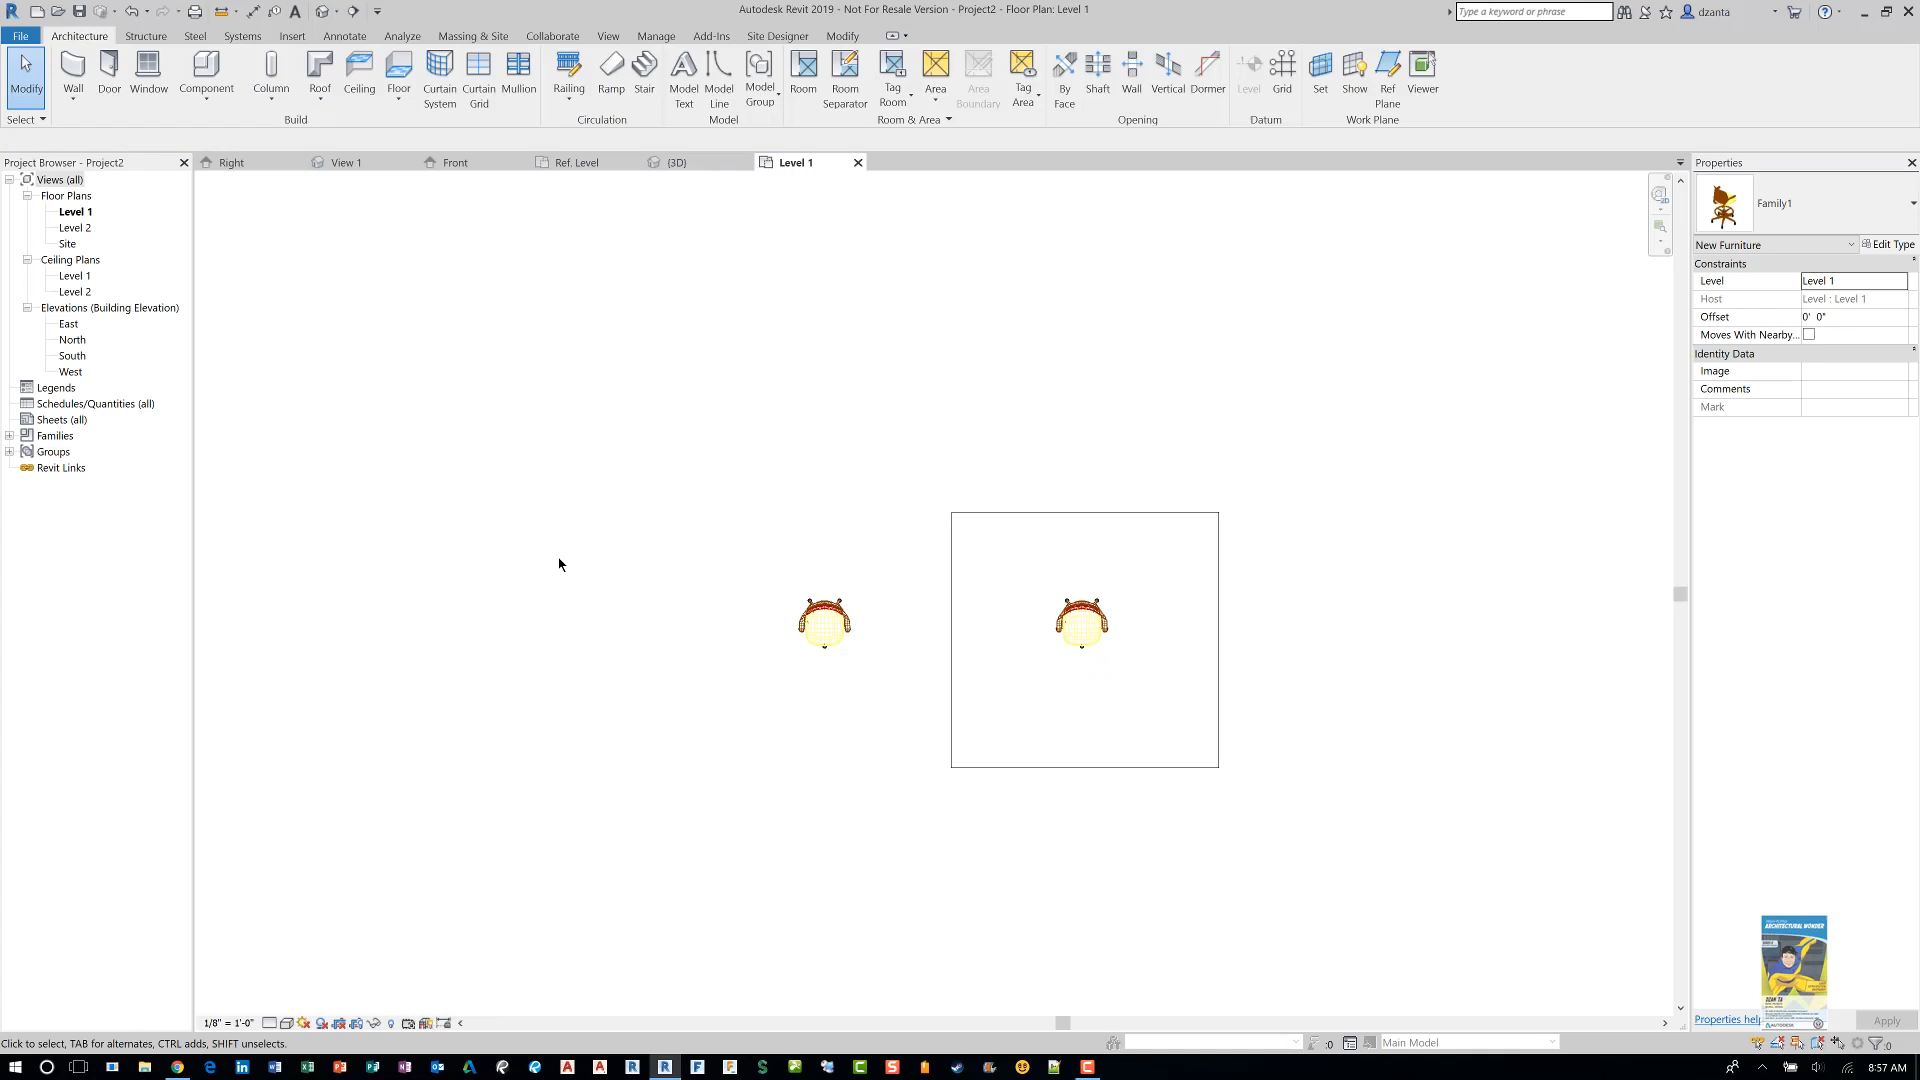 Autodesk Revit 2019 - Not For Resale Version - Project2 - Floor Plan: Level 1
Type a keyword or phrase
dzanta
File Architecture Structure Steel Systems Insert Annotate Analyze Massing & Site Collaborate View Manage Add-Ins Site Designer Modify
Modify
Wall
Door
Window
Component
Column
Roof
Ceiling
Floor
Curtain System
Curtain Grid
Mullion
Railing
Ramp
Stair
Model Text
Model Line
Model Group
Room
Room Separator
Tag Room
Area
Area Boundary
Tag Area
By Face
Shaft
Wall
Vertical
Dormer
Level
Grid
Set
Show
Ref Plane
Viewer
Select
Build
Circulation
Model
Room & Area
Opening
Datum
Work Plane
Project Browser - Project2
Right
View 1
Front
Ref. Level
{3D}
Level 1
Views (all)
Floor Plans
Level 1
Level 2
Site
Ceiling Plans
Level 1
Level 2
Elevations (Building Elevation)
East
North
South
West
Legends
Schedules/Quantities (all)
Sheets (all)
Families
Groups
Revit Links
2D
Properties
Family1
New Furniture
Edit Type
Constraints
Level Level 1
Host Level : Level 1
Offset 0' 0"
Moves With Nearby...
Identity Data
Image
Comments
Mark
ARCHITECTURAL WONDER
AUTODESK
Properties help
Apply
1/8" = 1'-0"
Click to select, TAB for alternates, CTRL adds, SHIFT unselects.
:0
Main Model
:0
8:57 AM